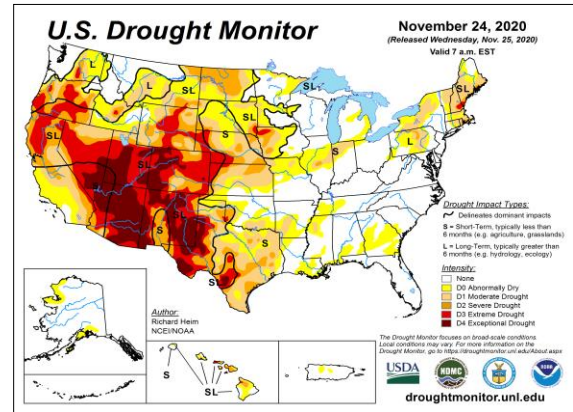 U.S. Drought Monitor
November 24, 2020
(Released Wednesday, Nov. 25, 2020)
Valid 7 a.m. EST
L
L
SL
SL
SL
SL
L
SL
S
S
S
SL
SL
S
SL
Drought Impact Types:
Delineates dominant impacts
S = Short-Term, typically less than
6 months (e.g. agriculture, grasslands)
L = Long-Term, typically greater than
6 months (e.g. hydrology, ecology)
Intensity:
None
D0 Abnormally Dry
D1 Moderate Drought
D2 Severe Drought
D3 Extreme Drought
D4 Exceptional Drought
Author:
Richard Heim
NCEI/NOAA
S
SL
The Drought Monitor focuses on broad-scale conditions.
Local conditions may vary. For more information on the
Drought Monitor, go to https://droughtmonitor.unl.edu/About.aspx
USDA
NDMC
droughtmonitor.unl.edu